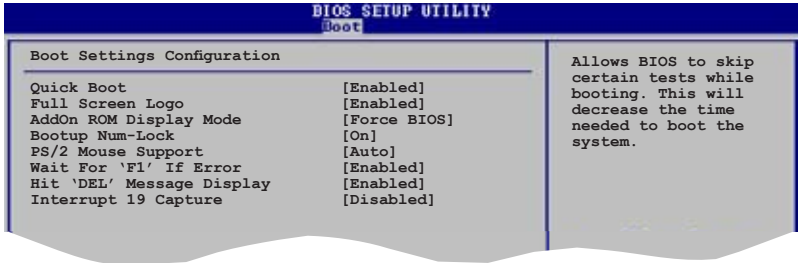 BIOS SETUP UTILITY
Boot
Boot Settings Configuration
Quick Boot [Enabled]
Full Screen Logo [Enabled]
AddOn ROM Display Mode [Force BIOS]
Bootup Num-Lock [On]
PS/2 Mouse Support [Auto]
Wait For ‘F1’ If Error [Enabled]
Hit ‘DEL’ Message Display [Enabled]
Interrupt 19 Capture [Disabled]
Allows BIOS to skip
certain tests while
booting. This will
decrease the time
needed to boot the
system.